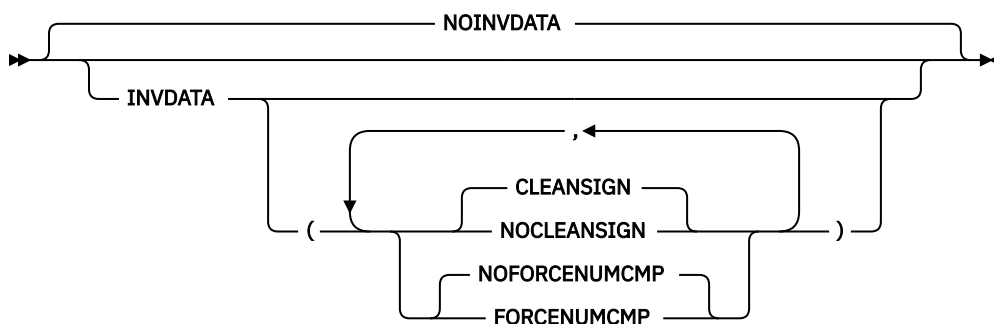 NOINVDATA
INVDATA
,
CLEANSIGN
( NOCLEANSIGN )
NOFORCENUMCMP
FORCENUMCMP